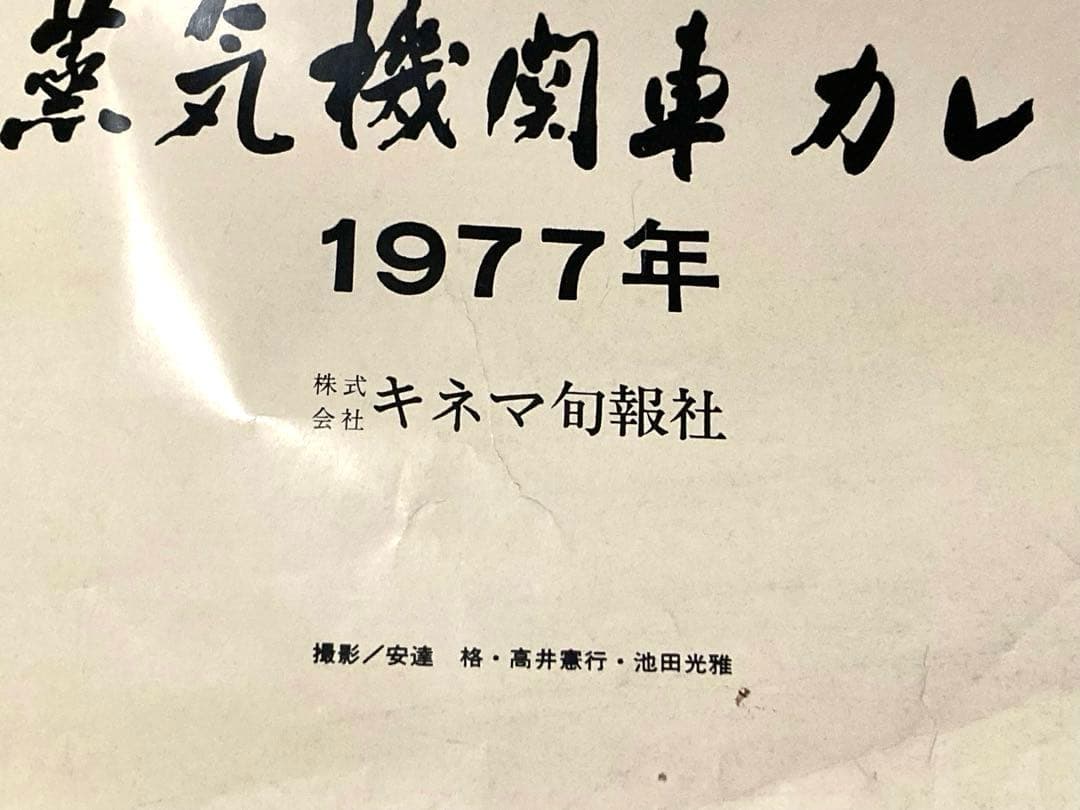 蒸気機関車 カレ
1977年
株式会社キネマ旬報社
撮影／安達　格・高井憲行・池田光雅